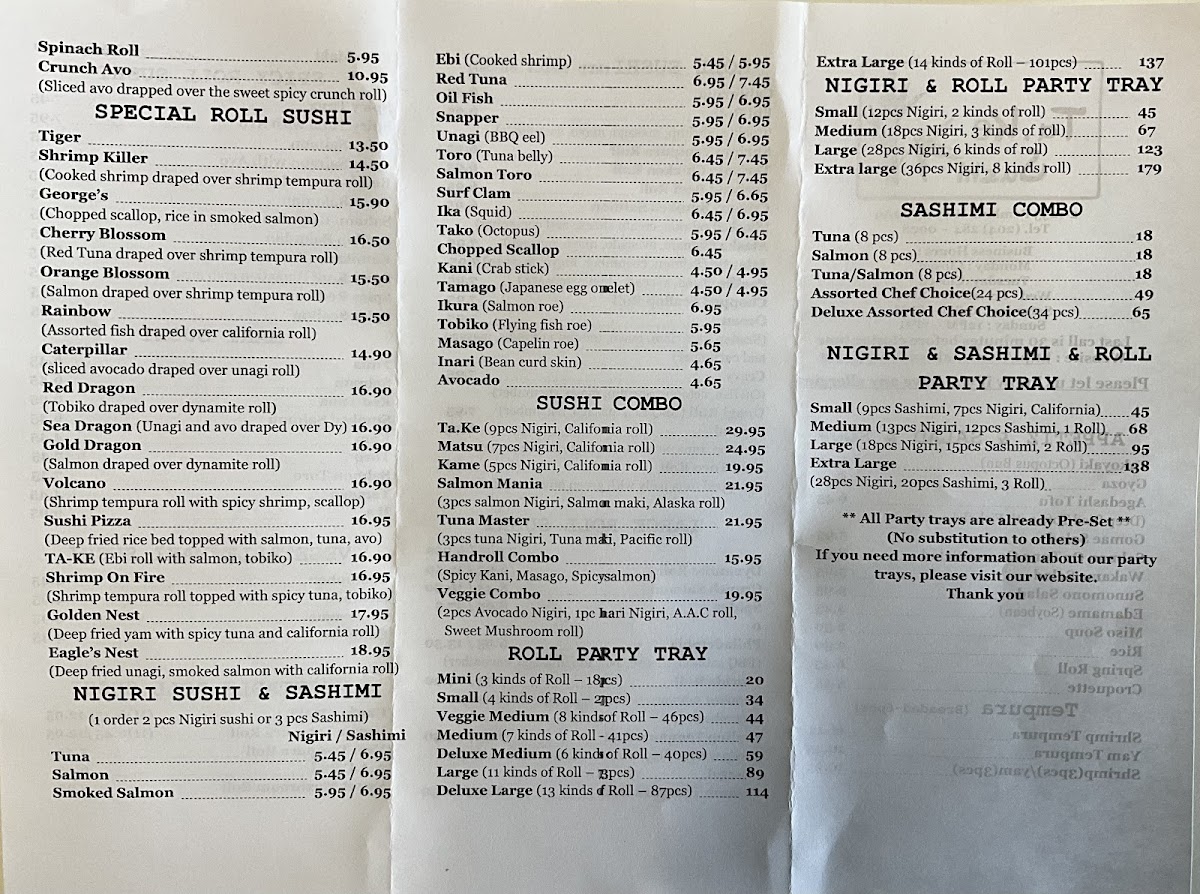 Spinach Roll 5.95
Crunch Avo 10.95
(Sliced avo drapped over the sweet spicy crunch roll)
SPECIAL ROLL SUSHI
Tiger 13.50
Shrimp Killer 14.50
(Cooked shrimp draped over shrimp tempura roll)
George's 15.90
(Chopped scallop, rice in smoked salmon)
Cherry Blossom 16.50
(Red Tuna draped over shrimp tempura roll)
Orange Blossom 15.50
(Salmon draped over shrimp tempura roll)
Rainbow 15.50
(Assorted fish draped over california roll)
Caterpillar 14.90
(sliced avocado draped over unagi roll)
Red Dragon 16.90
(Tobiko draped over dynamite roll)
Sea Dragon (Unagi and avo draped over Dy) 16.90
Gold Dragon 16.90
(Salmon draped over dynamite roll)
Volcano 16.90
(Shrimp tempura roll with spicy shrimp, scallop)
Sushi Pizza 16.95
(Deep fried rice bed topped with salmon, tuna, avo)
TA-KE (Ebi roll with salmon, tobiko) 16.90
Shrimp On Fire 16.95
(Shrimp tempura roll topped with spicy tuna, tobiko)
Golden Nest 17.95
(Deep fried yam with spicy tuna and california roll)
Eagle's Nest 18.95
(Deep fried unagi, smoked salmon with california roll)
NIGIRI SUSHI & SASHIMI
(1 order 2 pcs Nigiri sushi or 3 pcs Sashimi)
Nigiri / Sashimi
Tuna 5.45 / 6.95
Salmon 5.45 / 6.95
Smoked Salmon 5.95 / 6.95
Ebi (Cooked shrimp) 5.45 / 5.95
Red Tuna 6.95 / 7.45
Oil Fish 5.95 / 6.95
Snapper 5.95 / 6.95
Unagi (BBQ eel) 5.95 / 6.95
Toro (Tuna belly) 6.45 / 7.45
Salmon Toro 6.45 / 7.45
Surf Clam 5.95 / 6.65
Ika (Squid) 6.45 / 6.95
Tako (Octopus) 5.95 / 6.45
Chopped Scallop 6.45
Kani (Crab stick) 4.50 / 4.95
Tamago (Japanese egg omelet) 4.50 / 4.95
Ikura (Salmon roe) 6.95
Tobiko (Flying fish roe) 5.95
Masago (Capelin roe) 5.65
Inari (Bean curd skin) 4.65
Avocado 4.65
SUSHI COMBO
Ta.Ke (9pcs Nigiri, California roll) 29.95
Matsu (7pcs Nigiri, California roll) 24.95
Kame (5pcs Nigiri, California roll) 19.95
Salmon Mania 21.95
(3pcs salmon Nigiri, Salmon maki, Alaska roll)
Tuna Master 21.95
(3pcs tuna Nigiri, Tuna maki, Pacific roll)
Handroll Combo 15.95
(Spicy Kani, Masago, Spicysalmon)
Veggie Combo 19.95
(2pcs Avocado Nigiri, 1pc Inari Nigiri, A.A.C roll,
Sweet Mushroom roll)
ROLL PARTY TRAY
Mini (3 kinds of Roll – 18pcs) 20
Small (4 kinds of Roll – 27pcs) 34
Veggie Medium (8 kinds of Roll – 46pcs) 44
Medium (7 kinds of Roll - 41pcs) 47
Deluxe Medium (6 kinds of Roll – 40pcs) 59
Large (11 kinds of Roll – 73pcs) 89
Deluxe Large (13 kinds of Roll – 87pcs) 114
Extra Large (14 kinds of Roll – 101pcs) 137
NIGIRI & ROLL PARTY TRAY
Small (12pcs Nigiri, 2 kinds of roll) 45
Medium (18pcs Nigiri, 3 kinds of roll) 67
Large (28pcs Nigiri, 6 kinds of roll) 123
Extra large (36pcs Nigiri, 8 kinds roll) 179
SASHIMI COMBO
Tuna (8 pcs) 18
Salmon (8 pcs) 18
Tuna/Salmon (8 pcs) 18
Assorted Chef Choice(24 pcs) 49
Deluxe Assorted Chef Choice(34 pcs) 65
NIGIRI & SASHIMI & ROLL
PARTY TRAY
Small (9pcs Sashimi, 7pcs Nigiri, California) 45
Medium (13pcs Nigiri, 12pcs Sashimi, 1 Roll) 68
Large (18pcs Nigiri, 15pcs Sashimi, 2 Roll) 95
Extra Large 138
(28pcs Nigiri, 20pcs Sashimi, 3 Roll)
** All Party trays are already Pre-Set **
(No substitution to others)
If you need more information about our party
trays, please visit our website.
Thank you